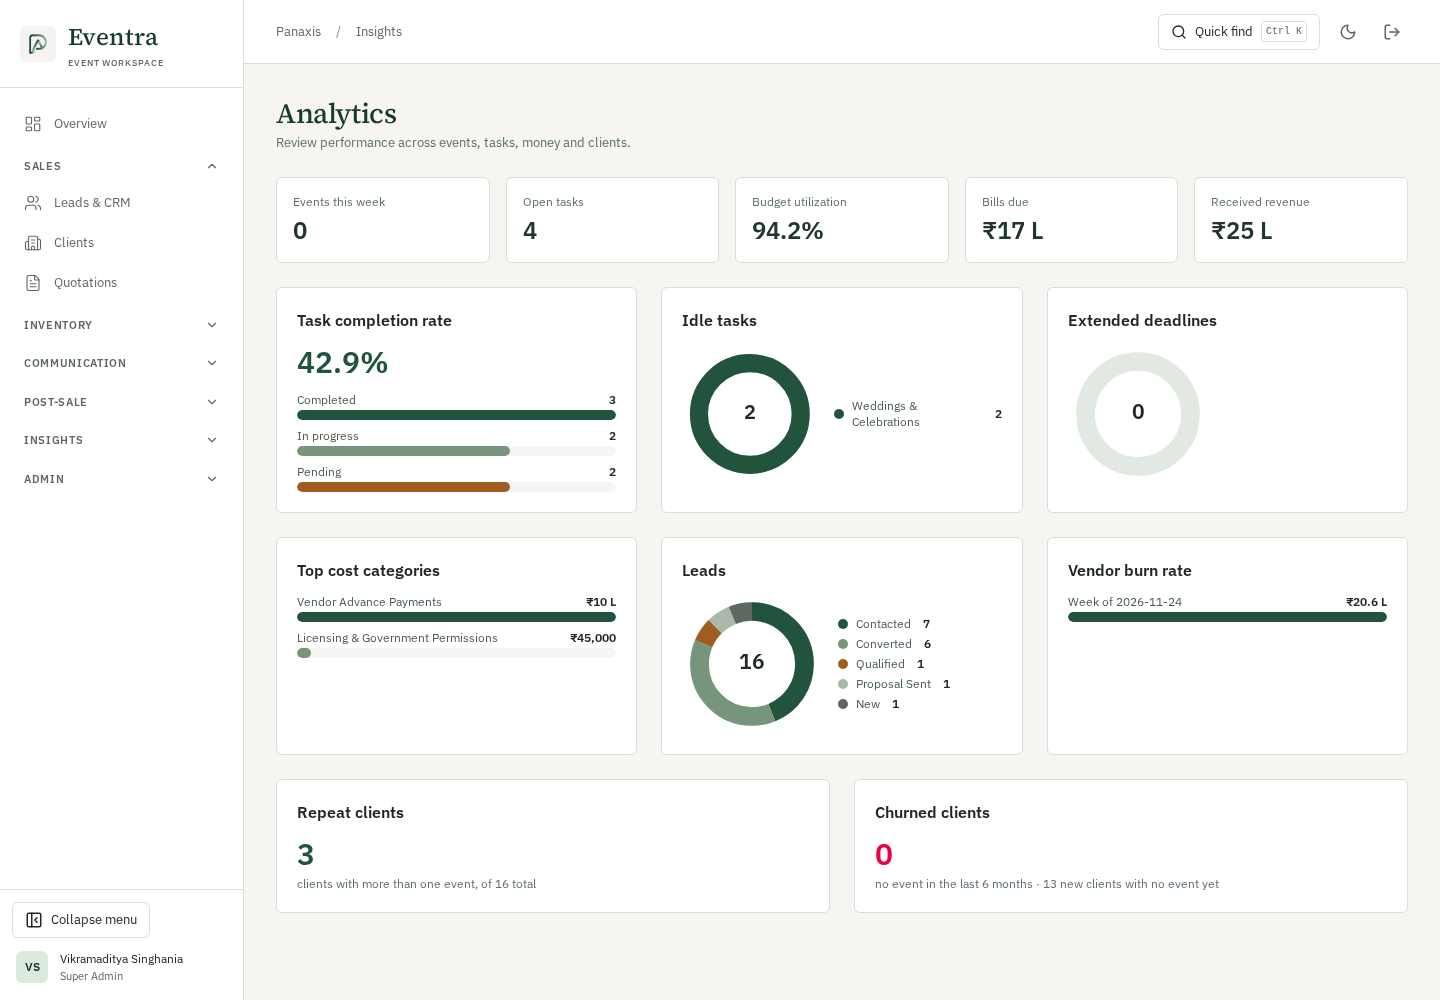 Eventra
EVENT WORKSPACE
Overview
SALES
Leads & CRM
Clients
Quotations
INVENTORY
COMMUNICATION
POST-SALE
INSIGHTS
ADMIN
Collapse menu
VS
Vikramaditya Singhania
Super Admin
Panaxis / Insights
Quick find Ctrl K
Analytics
Review performance across events, tasks, money and clients.
Events this week
0
Open tasks
4
Budget utilization
94.2%
Bills due
₹17 L
Received revenue
₹25 L
Task completion rate
42.9%
Completed 3
In progress 2
Pending 2
Idle tasks
2
Weddings &
Celebrations 2
Extended deadlines
0
Top cost categories
Vendor Advance Payments ₹10 L
Licensing & Government Permissions ₹45,000
Leads
16
Contacted 7
Converted 6
Qualified 1
Proposal Sent 1
New 1
Vendor burn rate
Week of 2026-11-24 ₹20.6 L
Repeat clients
3
clients with more than one event, of 16 total
Churned clients
0
no event in the last 6 months · 13 new clients with no event yet